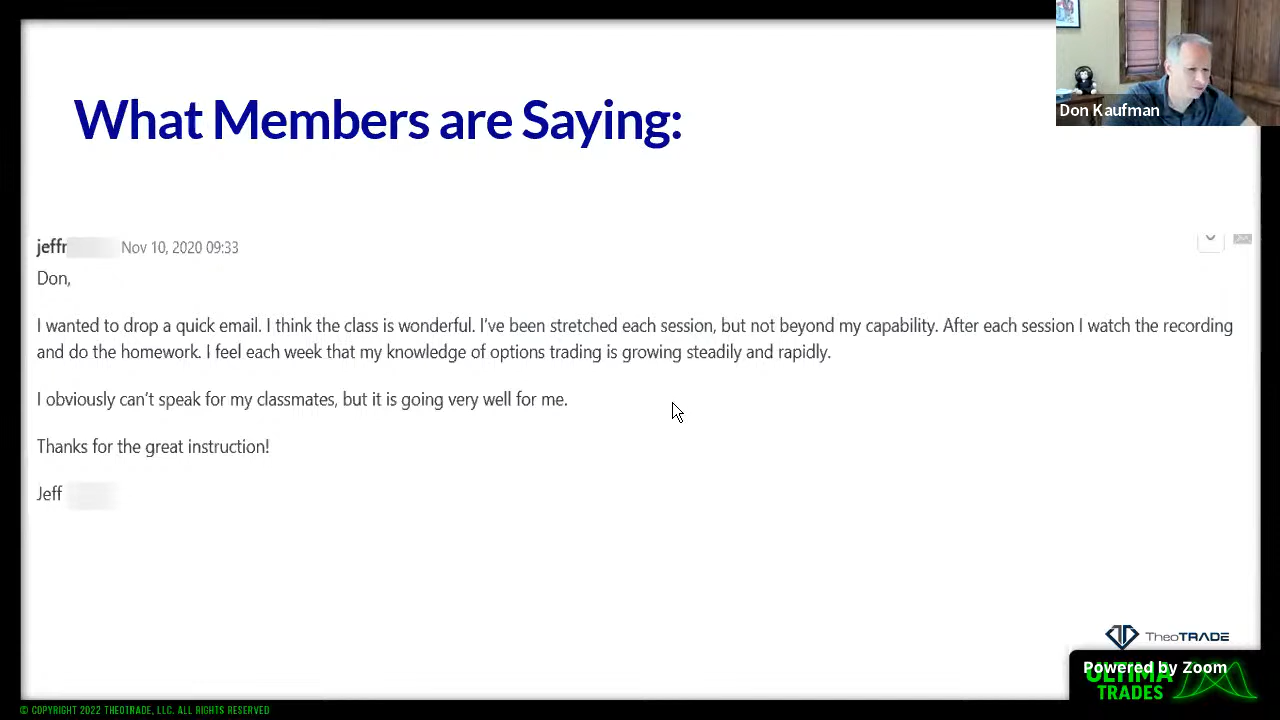 What Members are Saying:
Don Kaufman
jeffr
Nov 10, 2020 09:33
Don,
I wanted to drop a quick email. I think the class is wonderful. I've been stretched each session, but not beyond my capability. After each session I watch the recording
and do the homework. I feel each week that my knowledge of options trading is growing steadily and rapidly.
I obviously can't speak for my classmates, but it is going very well for me.
Thanks for the great instruction!
Jeff
TheoTRADE
Powered by Zoom
ULTIMA
TRADES
© COPYRIGHT 2022 THEOTRADE, LLC. ALL RIGHTS RESERVED